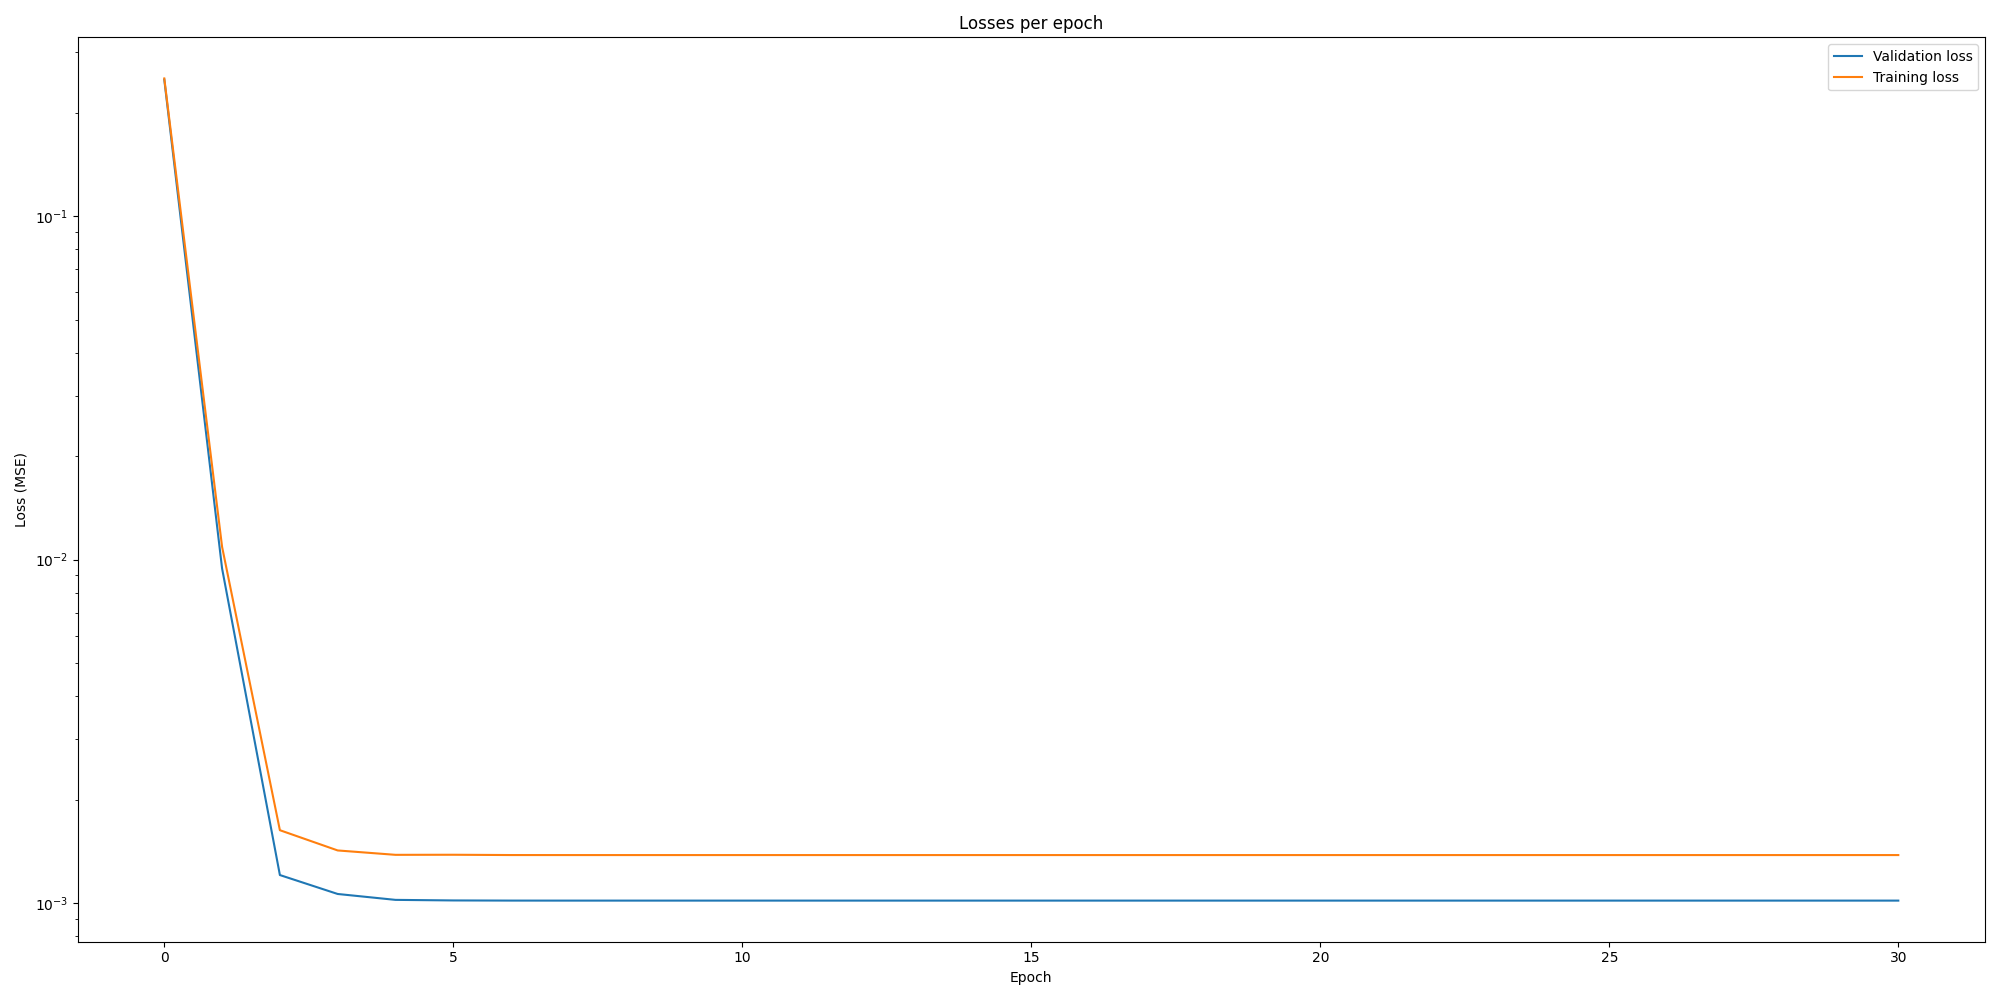 Losses per epoch
Validation loss
Training loss
Loss (MSE)
10⁻¹
10⁻²
10⁻³
0 5 10 15 20 25 30
Epoch